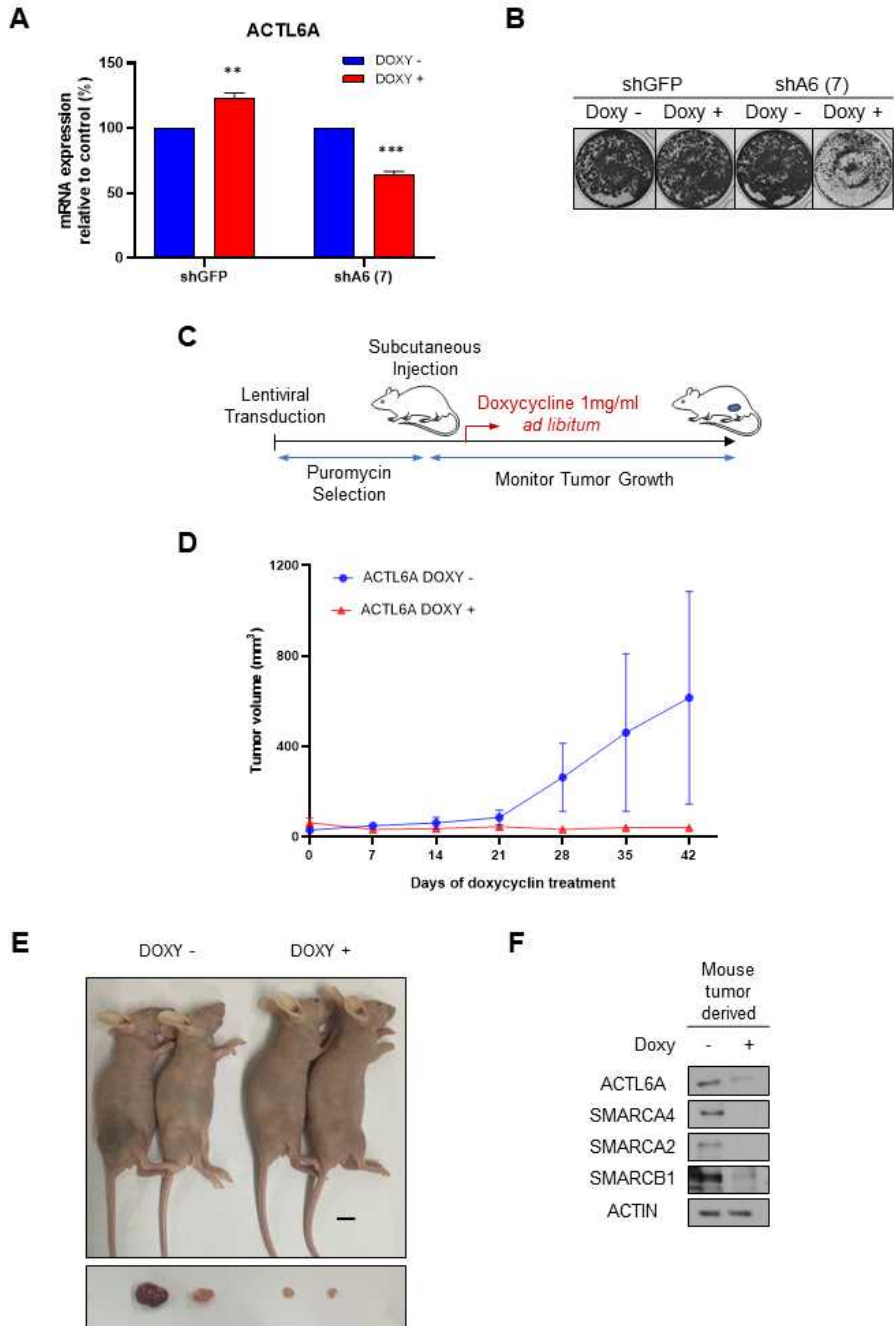 A
ACTL6A
DOXY -
DOXY +
mRNA expression
relative to control (%)
150
100
50
0
**
***
shGFP
shA6 (7)
B
shGFP shA6 (7)
Doxy - Doxy + Doxy - Doxy +
C
Subcutaneous
Injection
Lentiviral
Transduction
Doxycycline 1mg/ml
ad libitum
Puromycin
Selection
Monitor Tumor Growth
D
ACTL6A DOXY -
ACTL6A DOXY +
Tumor volume (mm³)
1200
800
400
0
0 7 14 21 28 35 42
Days of doxycyclin treatment
E
DOXY - DOXY +
F
Mouse
tumor
derived
Doxy - +
ACTL6A
SMARCA4
SMARCA2
SMARCB1
ACTIN